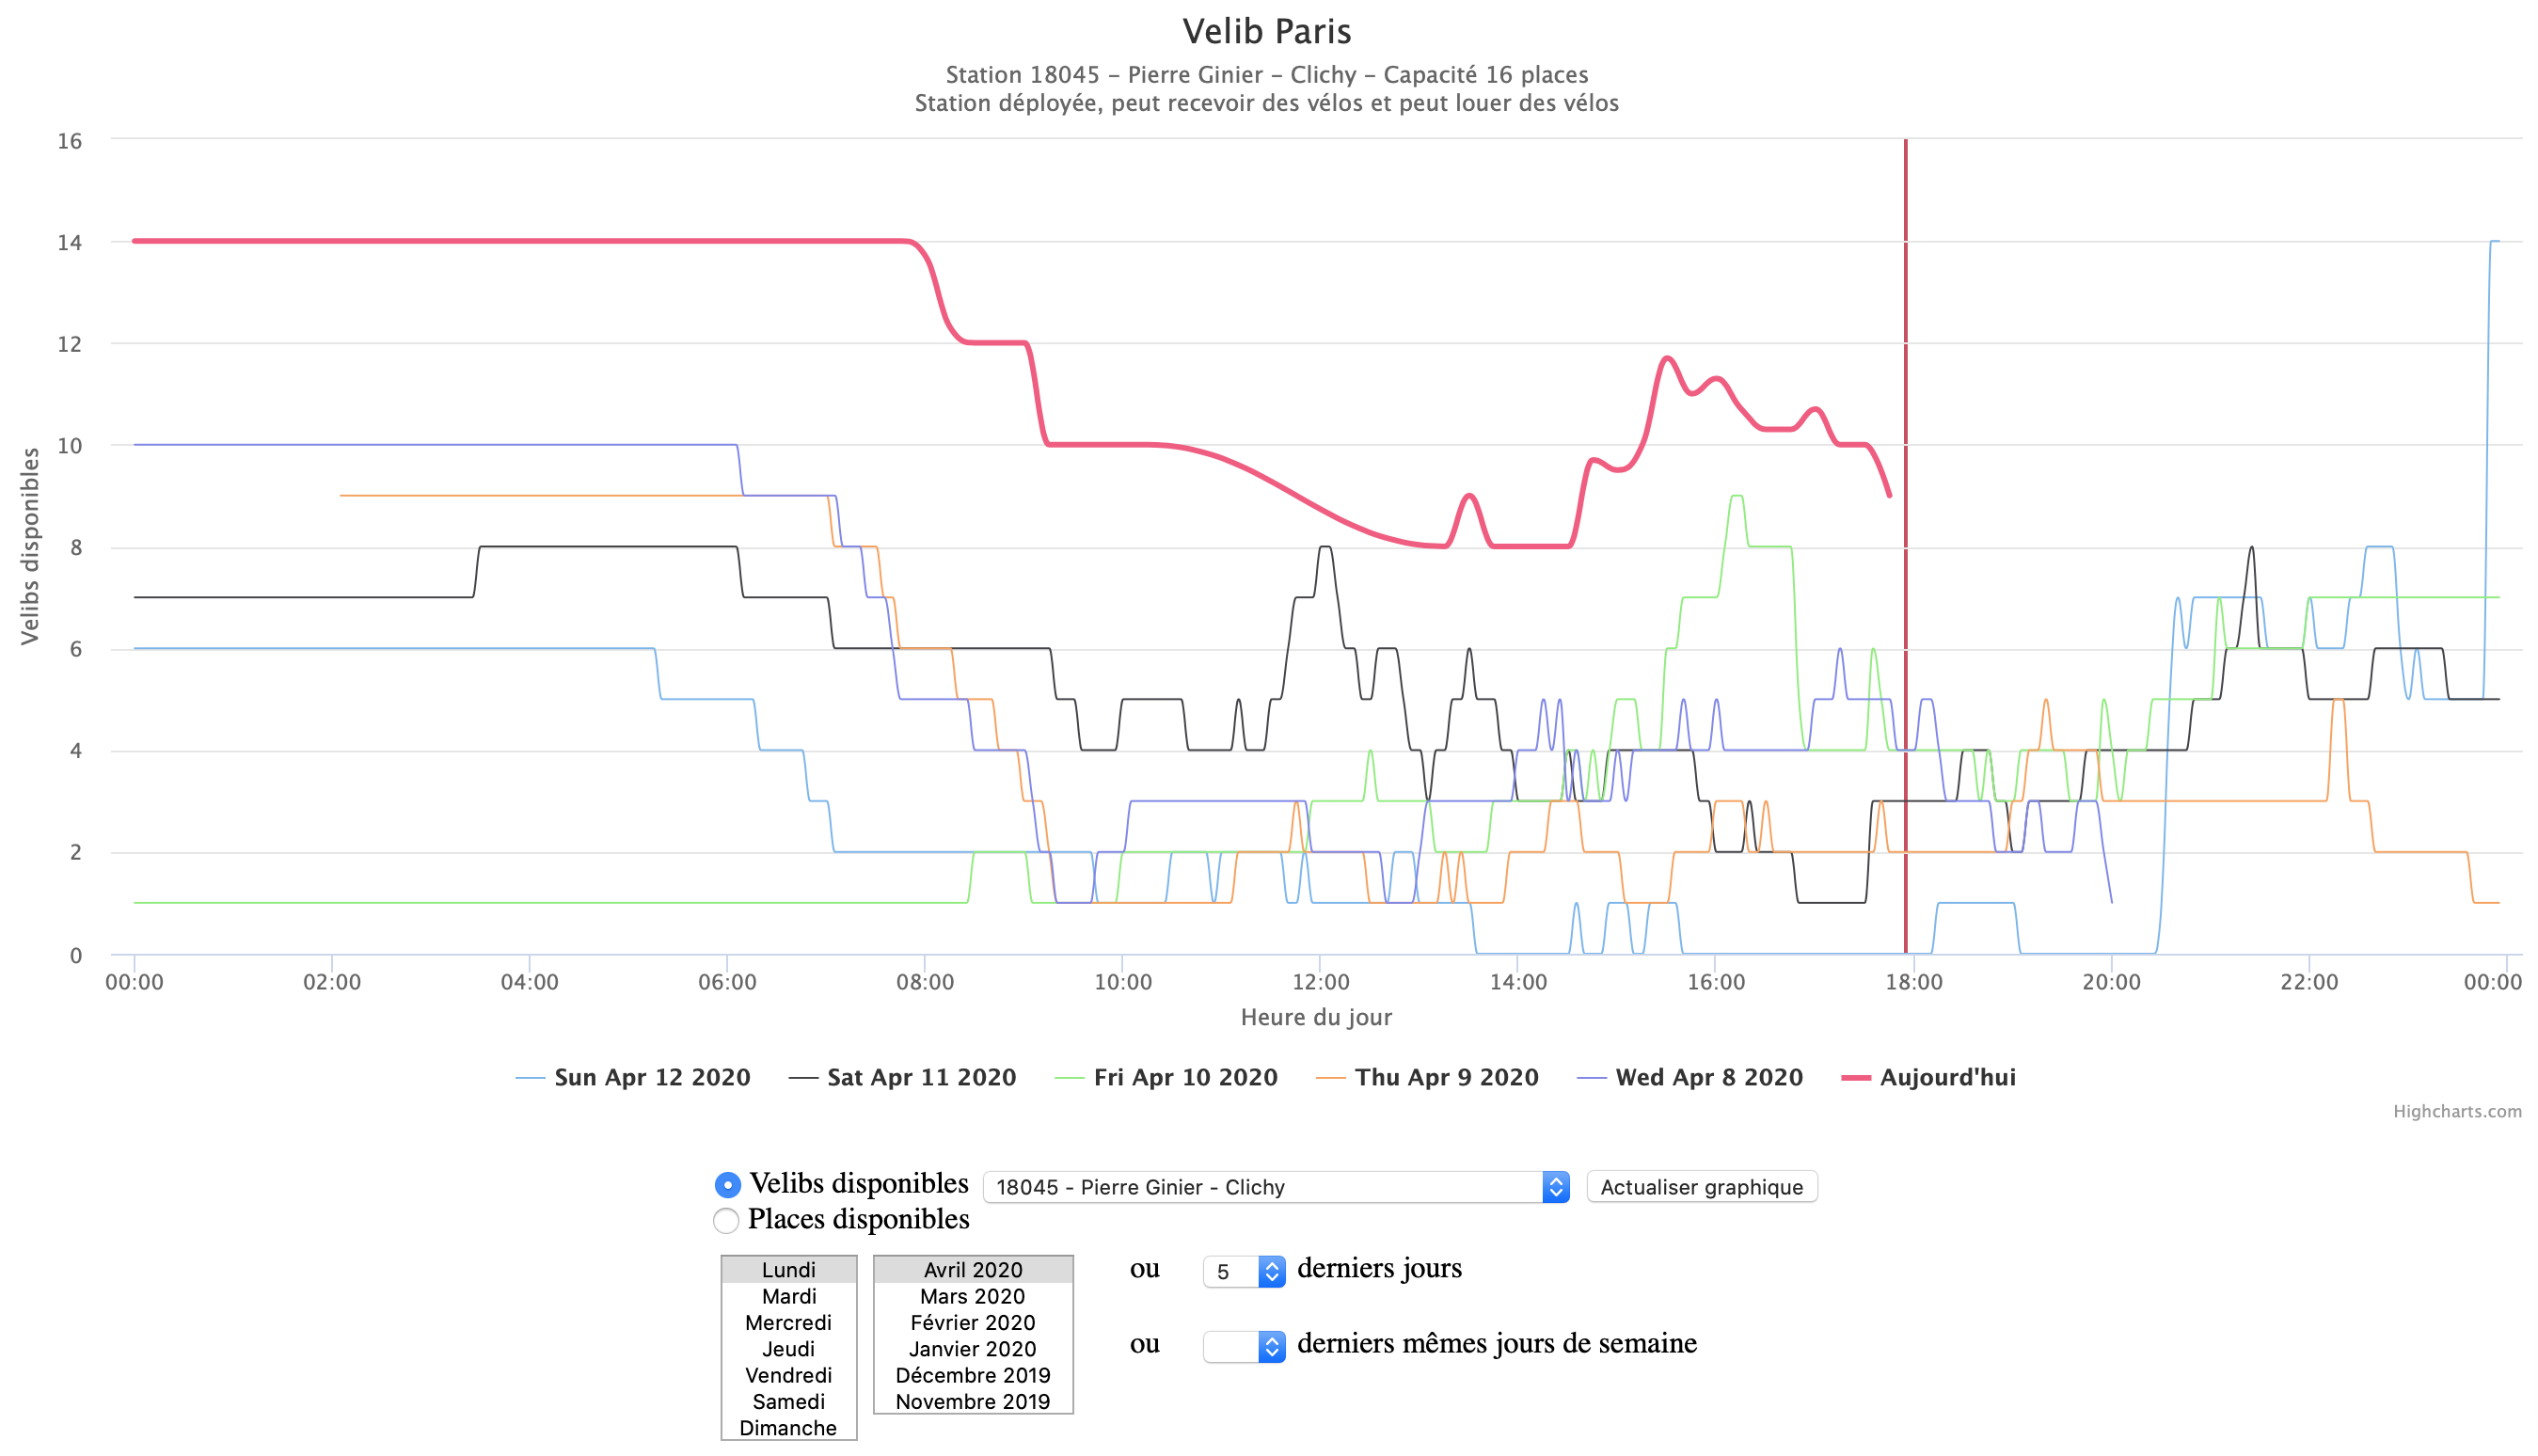 Velib Paris
Station 18045 – Pierre Ginier – Clichy – Capacité 16 places
Station déployée, peut recevoir des vélos et peut louer des vélos
Velibs disponibles
16
14
12
10
8
6
4
2
0
00:00 02:00 04:00 06:00 08:00 10:00 12:00 14:00 16:00 18:00 20:00 22:00 00:00
Heure du jour
Sun Apr 12 2020 Sat Apr 11 2020 Fri Apr 10 2020 Thu Apr 9 2020 Wed Apr 8 2020 Aujourd'hui
Highcharts.com
Velibs disponibles 18045 - Pierre Ginier - Clichy Actualiser graphique
Places disponibles
Lundi
Mardi
Mercredi
Jeudi
Vendredi
Samedi
Dimanche
Avril 2020
Mars 2020
Février 2020
Janvier 2020
Décembre 2019
Novembre 2019
ou 5 derniers jours
ou derniers mêmes jours de semaine